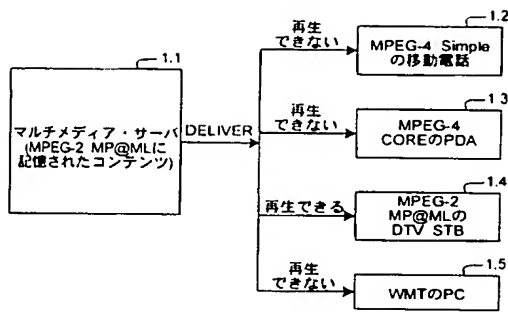 1.1
マルチメディア・サーバ
(MPEG-2 MP@MLに
記憶されたコンテンツ)
DELIVER
再生
できない
1.2
MPEG-4 Simple
の移動電話
再生
できない
1.3
MPEG-4
COREのPDA
再生できる
1.4
MPEG-2
MP@MLの
DTV STB
再生
できない
1.5
WMTのPC